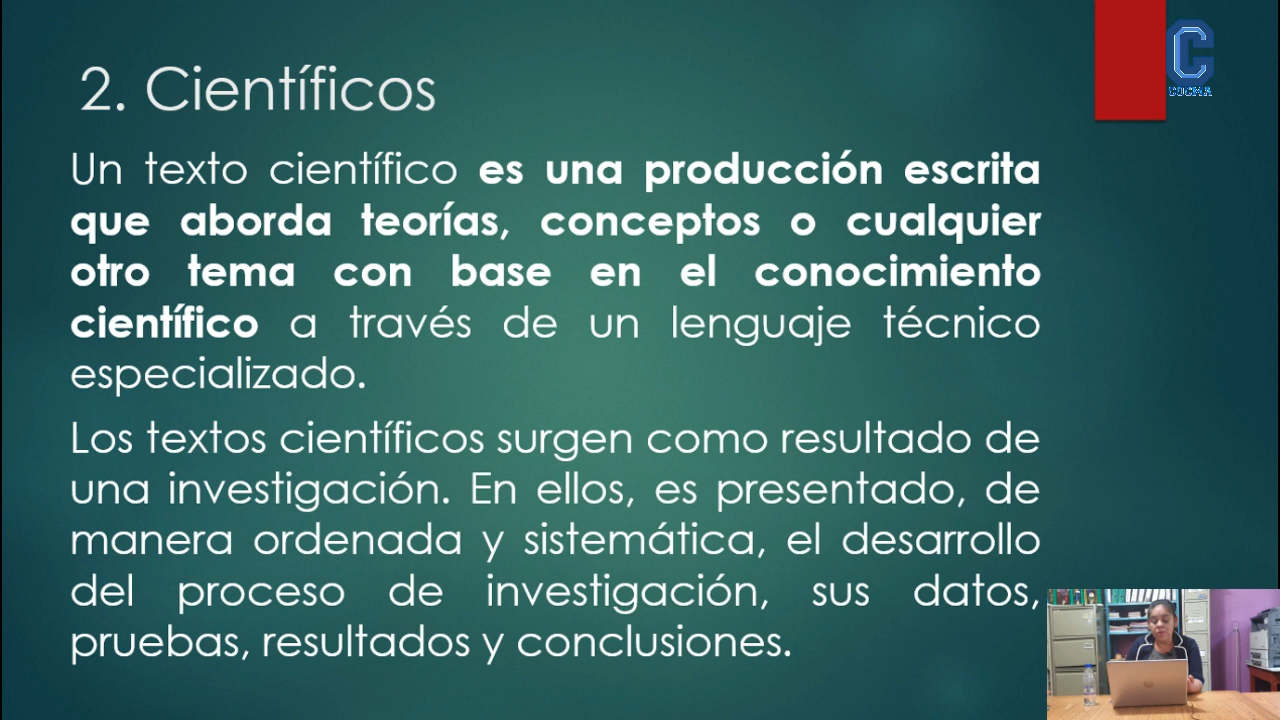 2. Científicos
COGMA
Un texto científico es una producción escrita
que aborda teorías, conceptos o cualquier
otro tema con base en el conocimiento
científico a través de un lenguaje técnico
especializado.
Los textos científicos surgen como resultado de
una investigación. En ellos, es presentado, de
manera ordenada y sistemática, el desarrollo
del proceso de investigación, sus datos,
pruebas, resultados y conclusiones.